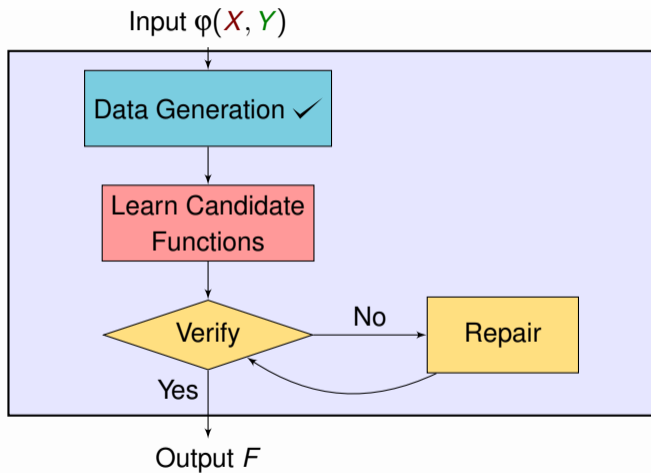 Input φ(X, Y)
Data Generation ✓
Learn Candidate
Functions
Verify
No
Repair
Yes
Output F